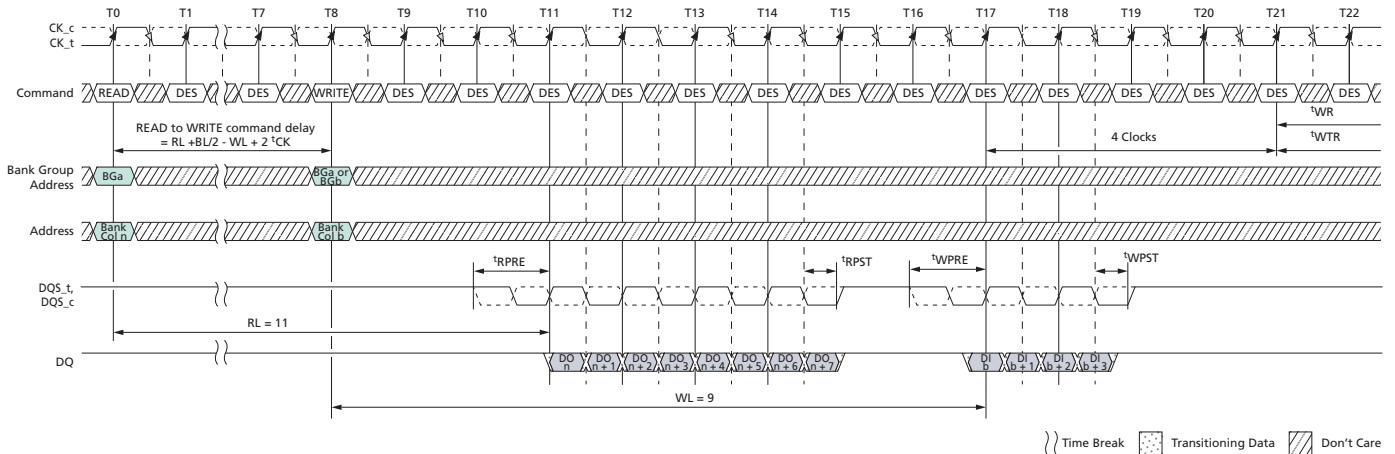 T0 T1 T7 T8 T9 T10 T11 T12 T13 T14 T15 T16 T17 T18 T19 T20 T21 T22
CK_c
CK_t
Command READ DES DES WRITE DES DES DES DES DES DES DES DES DES DES DES DES DES DES
tWR
READ to WRITE command delay
= RL +BL/2 - WL + 2 tCK
4 Clocks tWTR
Bank Group
Address
BGa
BGa or
BGb
Address
Bank
Col n
Bank
Col b
tRPRE tRPST tWPRE tWPST
DQS_t,
DQS_c
RL = 11
DQ
DO
n
DO
n + 1
DO
n + 2
DO
n + 3
DO
n + 4
DO
n + 5
DO
n + 6
DO
n + 7
DI
b
DI
b + 1
DI
b + 2
DI
b + 3
WL = 9
Time Break Transitioning Data Don't Care